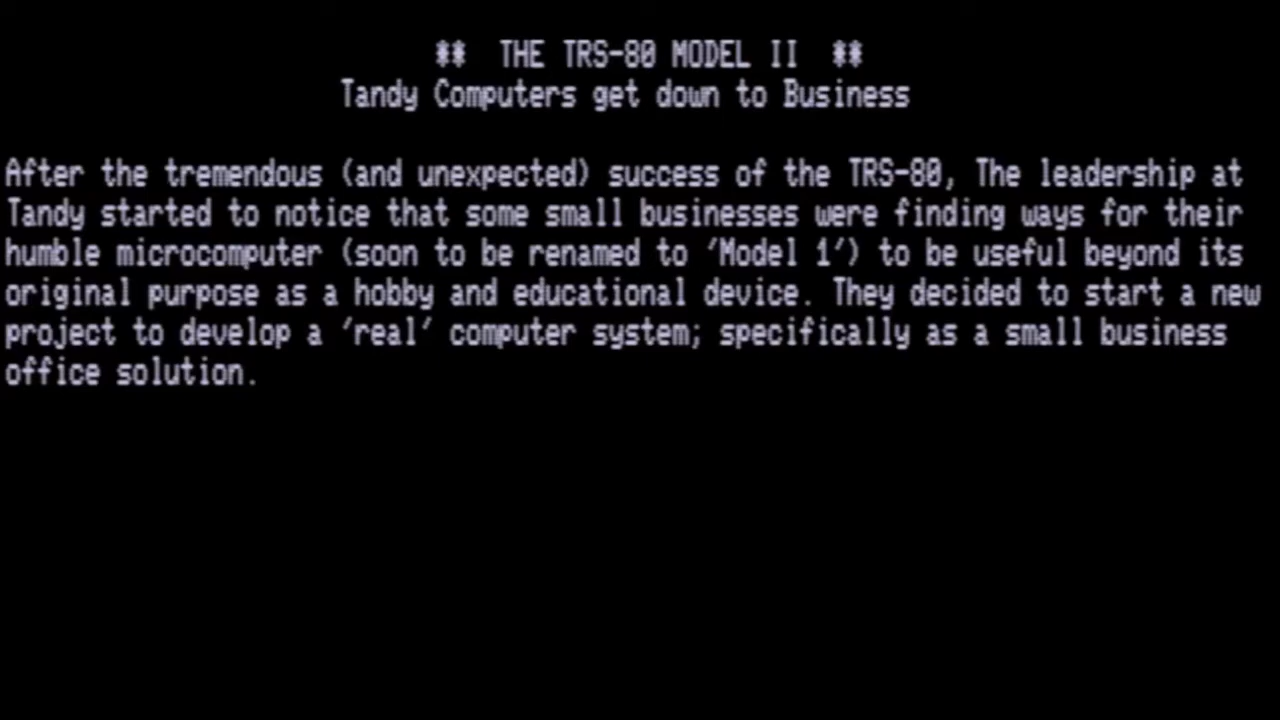 ** THE TRS-80 MODEL II **
Tandy Computers get down to Business
After the tremendous (and unexpected) success of the TRS-80, The leadership at
Tandy started to notice that some small businesses were finding ways for their
humble microcomputer (soon to be renamed to 'Model 1') to be useful beyond its
original purpose as a hobby and educational device. They decided to start a new
project to develop a 'real' computer system; specifically as a small business
office solution.